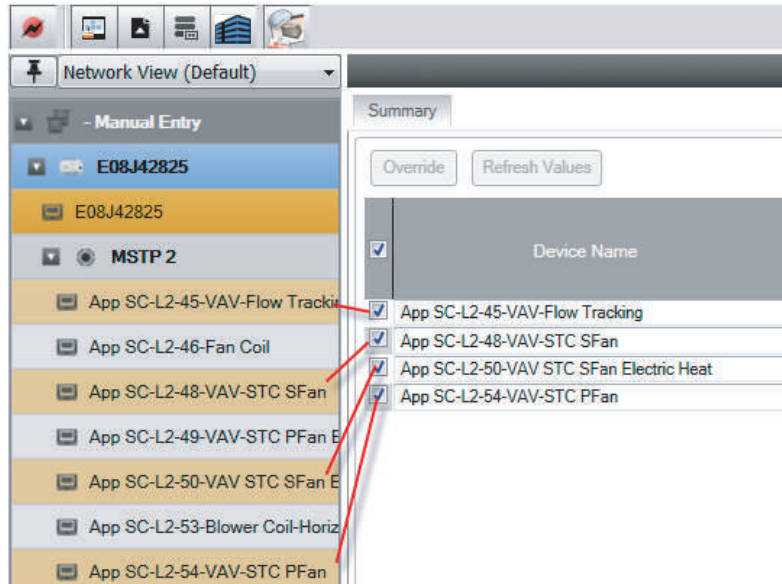 Network View (Default)
- Manual Entry
E08J42825
E08J42825
MSTP 2
App SC-L2-45-VAV-Flow Trackin
App SC-L2-46-Fan Coil
App SC-L2-48-VAV-STC SFan
App SC-L2-49-VAV-STC PFan E
App SC-L2-50-VAV STC SFan E
App SC-L2-53-Blower Coil-Horiz
App SC-L2-54-VAV-STC PFan
Summary
Override Refresh Values
Device Name
App SC-L2-45-VAV-Flow Tracking
App SC-L2-48-VAV-STC SFan
App SC-L2-50-VAV STC SFan Electric Heat
App SC-L2-54-VAV-STC PFan